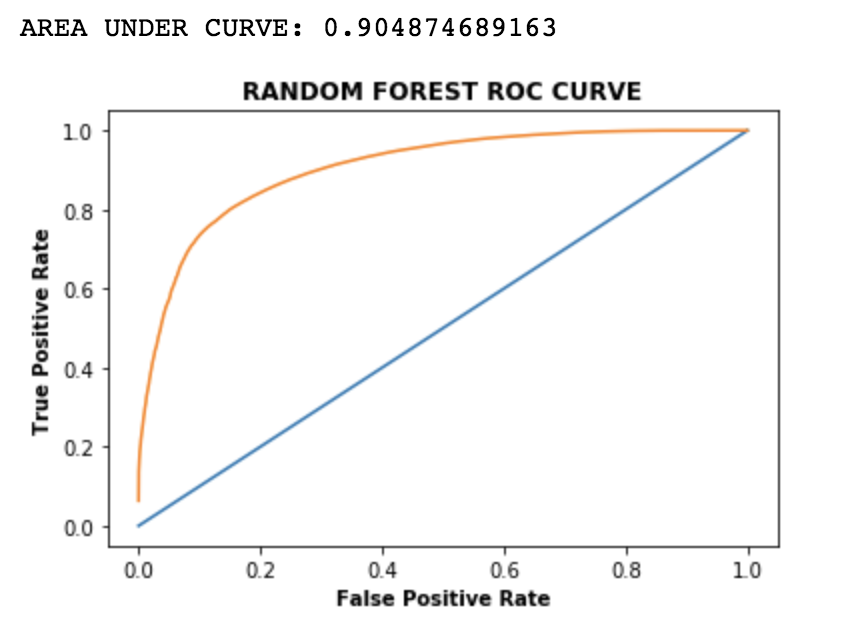 AREA UNDER CURVE: 0.904874689163
RANDOM FOREST ROC CURVE
1.0
0.8
0.6
0.4
0.2
0.0
True Positive Rate
0.0 0.2 0.4 0.6 0.8 1.0
False Positive Rate